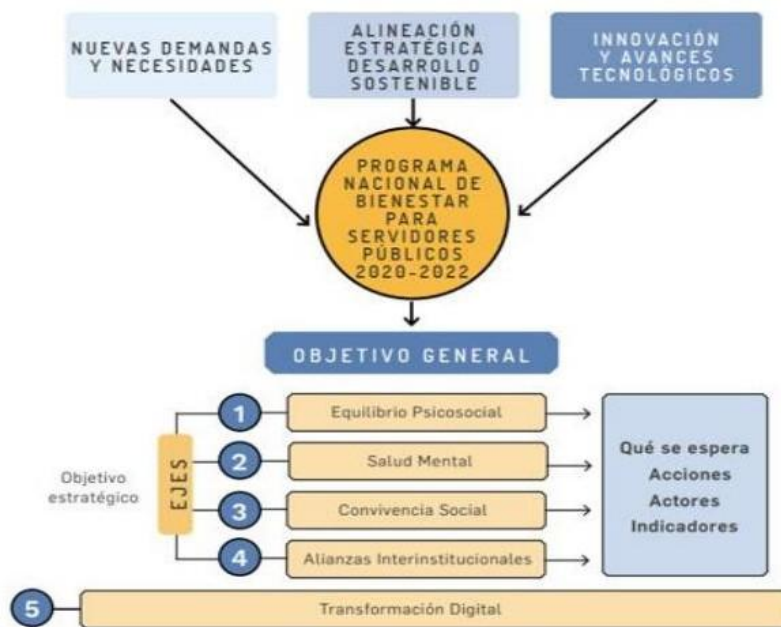 NUEVAS DEMANDAS
Y NECESIDADES
ALINEACIÓN
ESTRATÉGICA
DESARROLLO
SOSTENIBLE
INNOVACIÓN
Y AVANCES
TECNOLÓGICOS
PROGRAMA
NACIONAL DE
BIENESTAR
PARA
SERVIDORES
PÚBLICOS
2020-2022
OBJETIVO GENERAL
Objetivo
estratégico
EJES
1
Equilibrio Psicosocial
2
Salud Mental
3
Convivencia Social
4
Alianzas Interinstitucionales
Qué se espera
Acciones
Actores
Indicadores
5
Transformación Digital